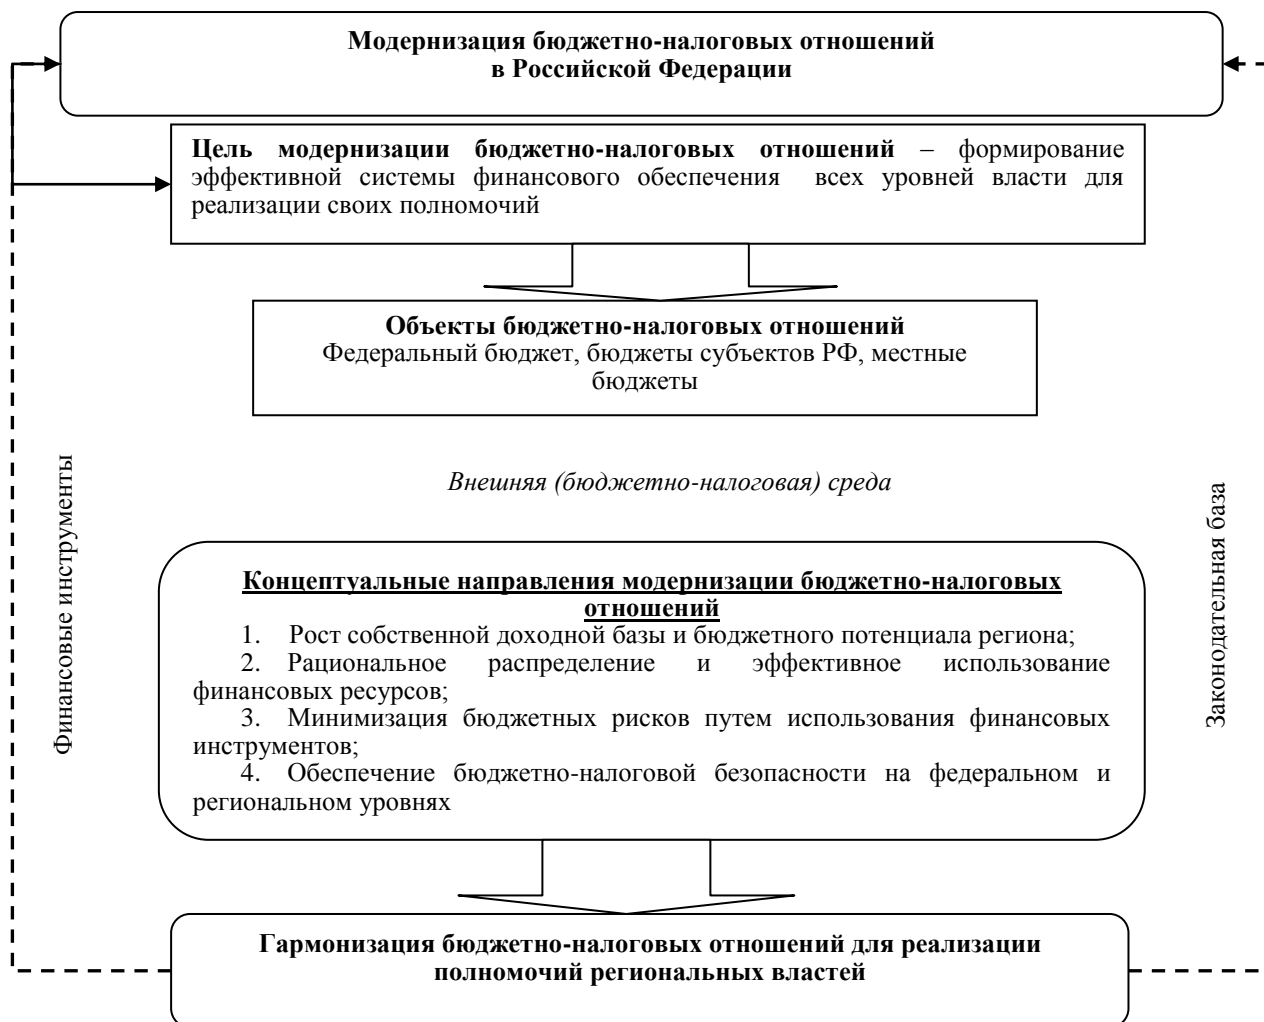 Модернизация бюджетно-налоговых отношений
в Российской Федерации
Цель модернизации бюджетно-налоговых отношений – формирование
эффективной системы финансового обеспечения всех уровней власти для
реализации своих полномочий
Объекты бюджетно-налоговых отношений
Федеральный бюджет, бюджеты субъектов РФ, местные
бюджеты
Финансовые инструменты
Внешняя (бюджетно-налоговая) среда
Законодательная база
Концептуальные направления модернизации бюджетно-налоговых
отношений
1. Рост собственной доходной базы и бюджетного потенциала региона;
2. Рациональное распределение и эффективное использование
финансовых ресурсов;
3. Минимизация бюджетных рисков путем использования финансовых
инструментов;
4. Обеспечение бюджетно-налоговой безопасности на федеральном и
региональном уровнях
Гармонизация бюджетно-налоговых отношений для реализации
полномочий региональных властей